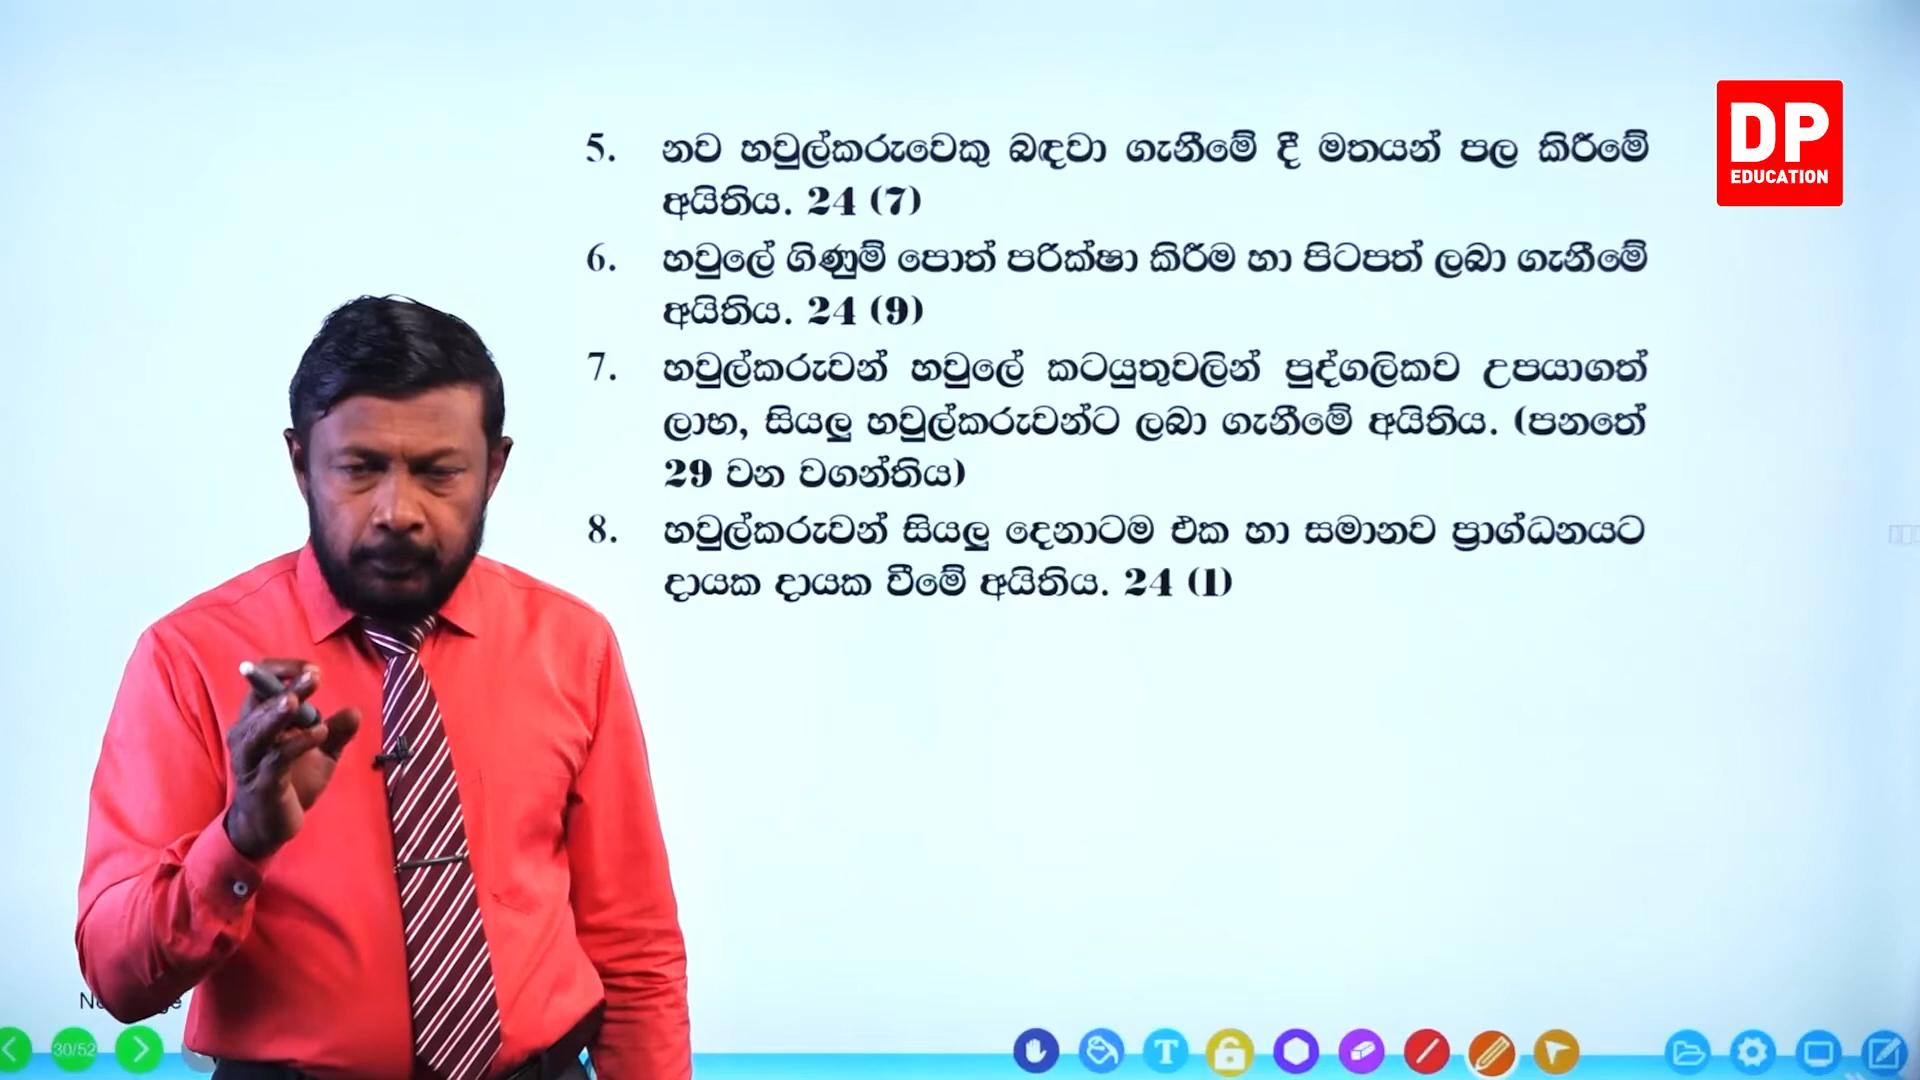 DP
EDUCATION
5. නව හවුල්කරුවෙකු බඳවා ගැනීමේ දී මතයන් පල කිරීමේ
අයිතිය. 24 (7)
6. හවුලේ ගිණුම් පොත් පරික්ෂා කිරීම හා පිටපත් ලබා ගැනීමේ
අයිතිය. 24 (9)
7. හවුල්කරුවන් හවුලේ කටයුතුවලින් පුද්ගලිකව උපයාගත්
ලාභ, සියලු හවුල්කරුවන්ට ලබා ගැනීමේ අයිතිය. (පනතේ
29 වන වගන්තිය)
8. හවුල්කරුවන් සියලු දෙනාටම එක හා සමානව ප්‍රාග්ධනයට
දායක දායක වීමේ අයිතිය. 24 (1)
30/52
T